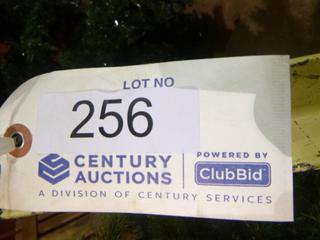 LOT NO
256
CENTURY AUCTIONS
POWERED BY
ClubBid
A DIVISION OF CENTURY SERVICES